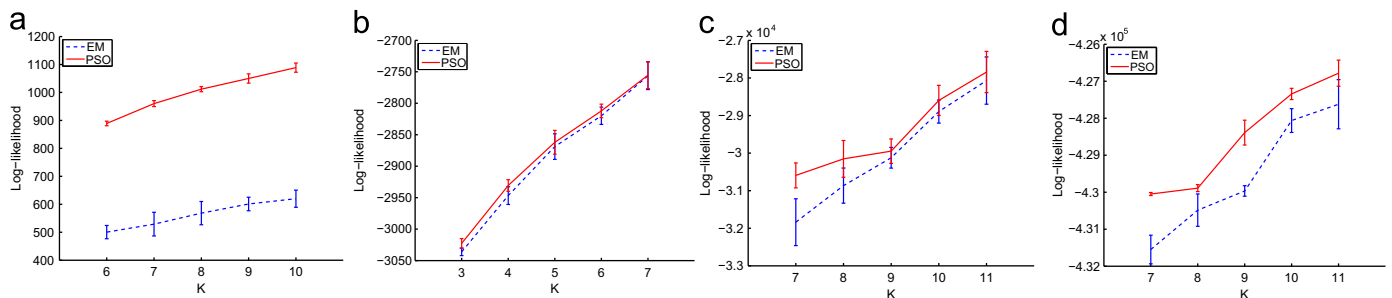 a
1200
1100
1000
900
800
700
600
500
400
Log-likelihood
EM
PSO
6 7 8 9 10
K
b
-2700
-2750
-2800
-2850
-2900
-2950
-3000
-3050
Log-likelihood
EM
PSO
3 4 5 6 7
K
c
x 10^4
-2.7
-2.8
-2.9
-3
-3.1
-3.2
-3.3
Log-likelihood
EM
PSO
7 8 9 10 11
K
d
x 10^5
-4.26
-4.27
-4.28
-4.29
-4.3
-4.31
-4.32
Log-likelihood
EM
PSO
7 8 9 10 11
K